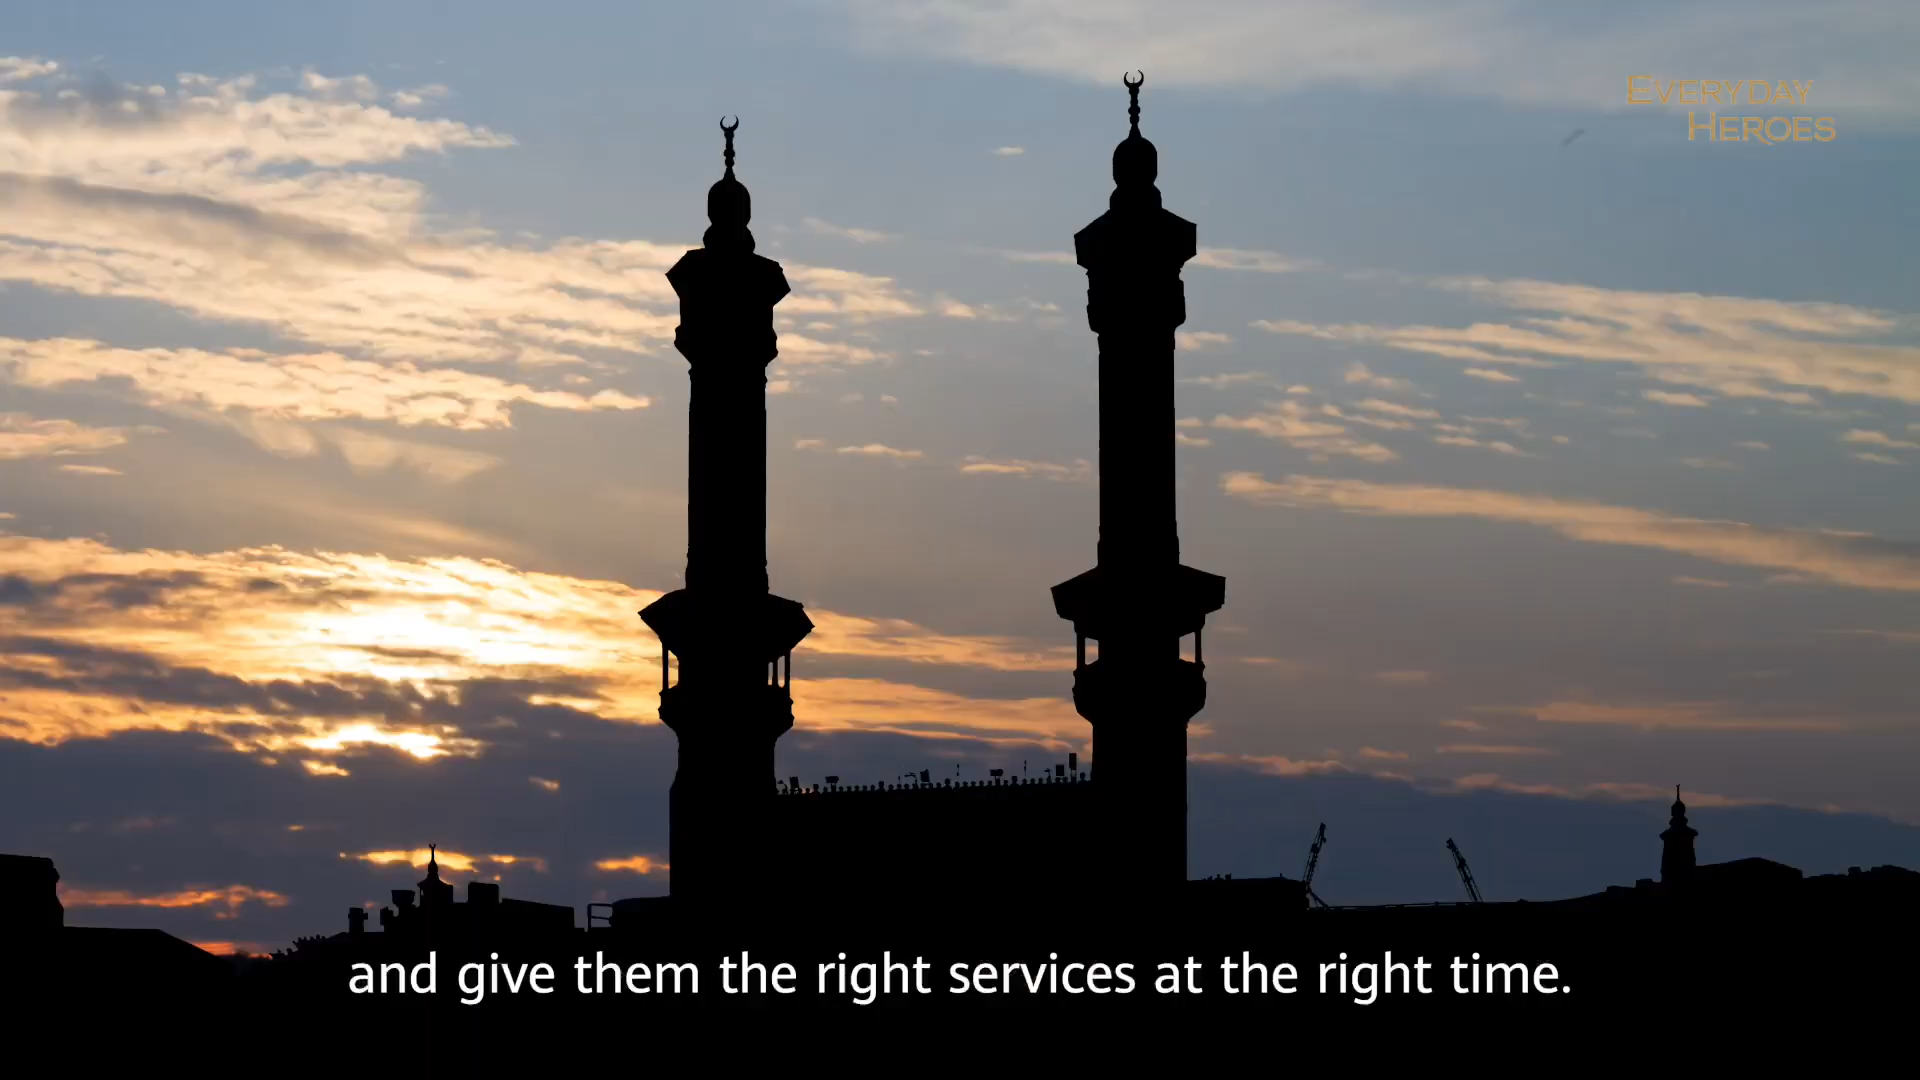 EVERYDAY
HEROES
and give them the right services at the right time.